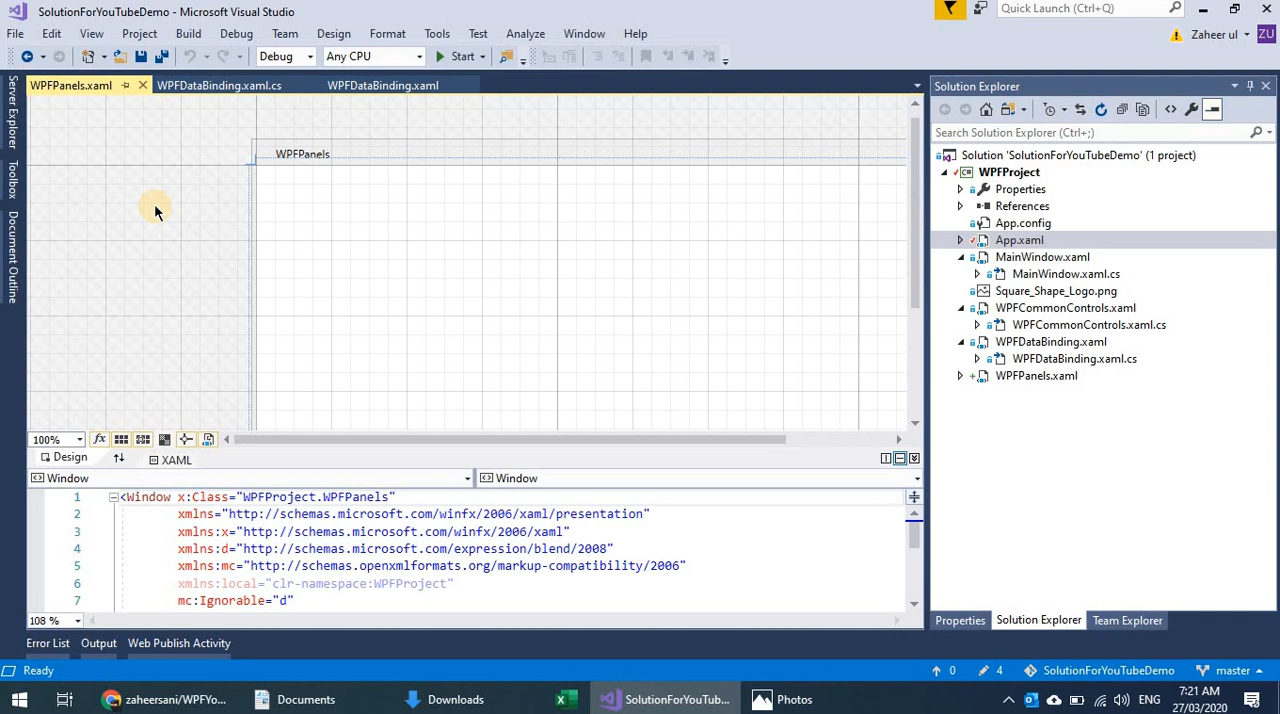 SolutionForYouTubeDemo - Microsoft Visual Studio
Quick Launch (Ctrl+Q)
File Edit View Project Build Debug Team Design Format Tools Test Analyze Window Help
Zaheer ul ZU
Debug Any CPU Start
WPFPanels.xaml WPFDataBinding.xaml.cs WPFDataBinding.xaml
Server Explorer
Toolbox
Document Outline
WPFPanels
100% fx
Design XAML
Window Window
1 <Window x:Class="WPFProject.WPFPanels"
2 xmlns="http://schemas.microsoft.com/winfx/2006/xaml/presentation"
3 xmlns:x="http://schemas.microsoft.com/winfx/2006/xaml"
4 xmlns:d="http://schemas.microsoft.com/expression/blend/2008"
5 xmlns:mc="http://schemas.openxmlformats.org/markup-compatibility/2006"
6 xmlns:local="clr-namespace:WPFProject"
7 mc:Ignorable="d"
108 %
Solution Explorer
Search Solution Explorer (Ctrl+;)
Solution 'SolutionForYouTubeDemo' (1 project)
WPFProject
Properties
References
App.config
App.xaml
MainWindow.xaml
MainWindow.xaml.cs
Square_Shape_Logo.png
WPFCommonControls.xaml
WPFCommonControls.xaml.cs
WPFDataBinding.xaml
WPFDataBinding.xaml.cs
WPFPanels.xaml
Properties Solution Explorer Team Explorer
Error List Output Web Publish Activity
Ready
0 4 SolutionForYouTubeDemo master
zaheersani/WPFYo... Documents Downloads SolutionForYouTub... Photos
ENG
7:21 AM
27/03/2020